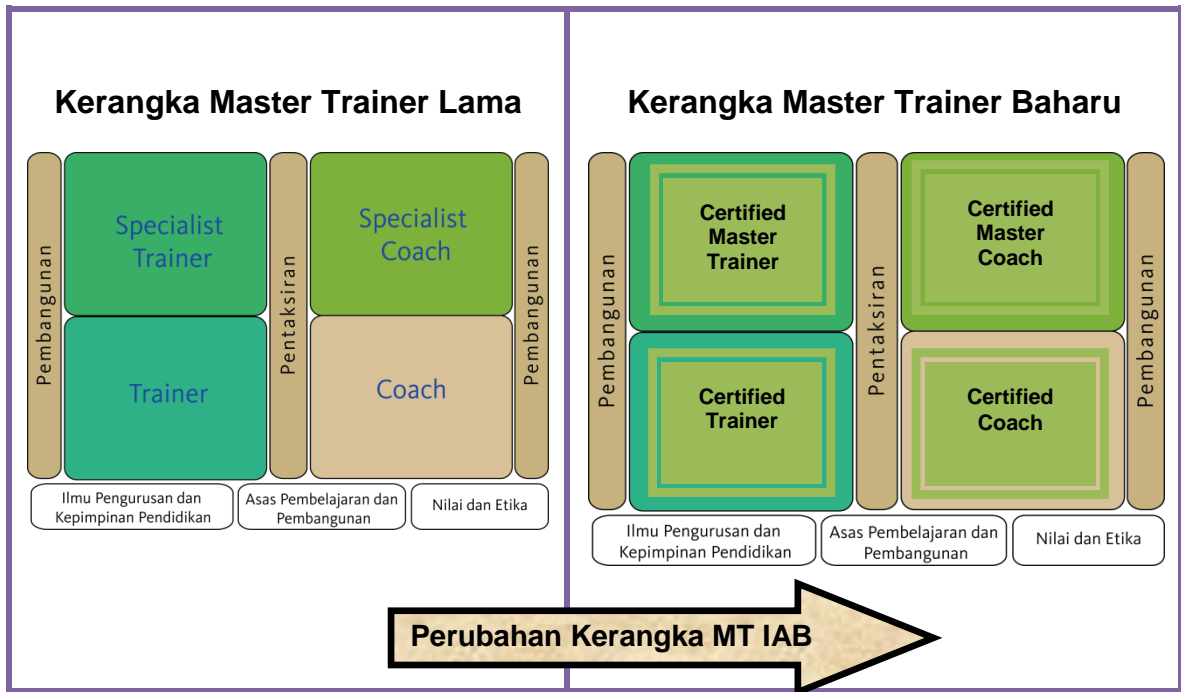 Kerangka Master Trainer Lama
Pembangunan
Specialist
Trainer
Pentaksiran
Specialist
Coach
Pembangunan
Trainer
Coach
Ilmu Pengurusan dan
Kepimpinan Pendidikan
Asas Pembelajaran dan
Pembangunan
Nilai dan Etika
Kerangka Master Trainer Baharu
Pembangunan
Certified
Master
Trainer
Pentaksiran
Certified
Master
Coach
Pembangunan
Certified
Trainer
Certified
Coach
Ilmu Pengurusan dan
Kepimpinan Pendidikan
Asas Pembelajaran dan
Pembangunan
Nilai dan Etika
Perubahan Kerangka MT IAB